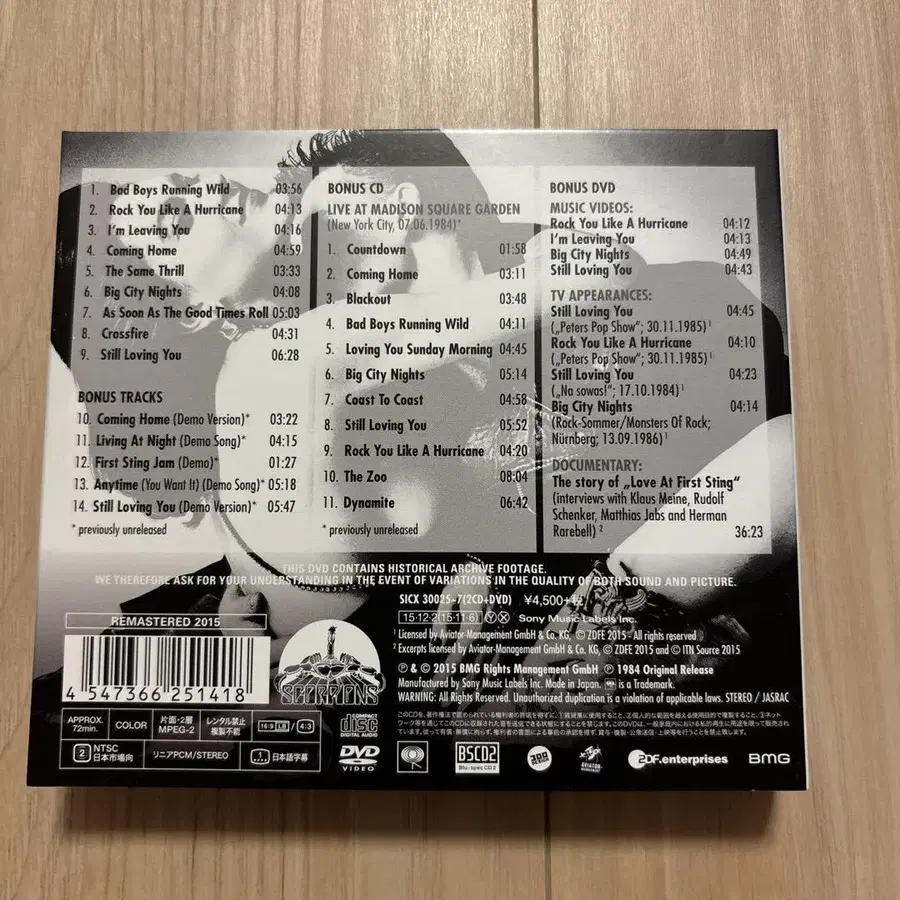 1. Bad Boys Running Wild 03:56
2. Rock You Like A Hurricane 04:13
3. I'm Leaving You 04:16
4. Coming Home 04:59
5. The Same Thrill 03:33
6. Big City Nights 04:08
7. As Soon As The Good Times Roll 05:03
8. Crossfire 04:31
9. Still Loving You 06:28
BONUS TRACKS
10. Coming Home (Demo Version)* 03:22
11. Living At Night (Demo Song)* 04:15
12. First Sting Jam (Demo)* 01:27
13. Anytime (You Want It) (Demo Song)* 05:18
14. Still Loving You (Demo Version)* 05:47
* previously unreleased
BONUS CD
LIVE AT MADISON SQUARE GARDEN
(New York City, 07.06.1984)*
1. Countdown 01:58
2. Coming Home 03:11
3. Blackout 03:48
4. Bad Boys Running Wild 04:11
5. Loving You Sunday Morning 04:45
6. Big City Nights 05:14
7. Coast To Coast 04:58
8. Still Loving You 05:52
9. Rock You Like A Hurricane 04:20
10. The Zoo 08:04
11. Dynamite 06:42
* previously unreleased
BONUS DVD
MUSIC VIDEOS:
Rock You Like A Hurricane 04:12
I'm Leaving You 04:13
Big City Nights 04:49
Still Loving You 04:43
TV APPEARANCES:
Still Loving You 04:45
(„Peters Pop Show"; 30.11.1985)¹
Rock You Like A Hurricane 04:10
(„Peters Pop Show"; 30.11.1985)¹
Still Loving You 04:23
(„Na sowas!"; 17.10.1984)¹
Big City Nights 04:14
(Rock-Sommer/Monsters Of Rock;
Nürnberg; 13.09.1986)¹
DOCUMENTARY:
The story of „Love At First Sting"
(interviews with Klaus Meine, Rudolf
Schenker, Matthias Jabs and Herman
Rarebell)² 36:23
THIS DVD CONTAINS HISTORICAL ARCHIVE FOOTAGE.
WE THEREFORE ASK FOR YOUR UNDERSTANDING IN THE EVENT OF VARIATIONS IN THE QUALITY OF BOTH SOUND AND PICTURE.
SICX 30025~7(2CD+DVD) ¥4,500+税
15·12·2(15·11·6) Ⓨ Ⓧ Sony Music Labels Inc.
¹ Licensed by Aviator-Management GmbH & Co. KG, © ZDFE 2015 - All rights reserved
² Excerpts licensed by Aviator-Management GmbH & Co. KG, © ZDFE 2015 and © ITN Source 2015
℗ & © 2015 BMG Rights Management GmbH ℗ 1984 Original Release
Manufactured by Sony Music Labels Inc. Made in Japan. is a Trademark.
WARNING: All Rights Reserved. Unauthorized duplication is a violation of applicable laws. STEREO / JASRAC
REMASTERED 2015
4 547366 251418
SCORPIONS
APPROX. 72min.
COLOR
片面・2層 MPEG-2
レンタル禁止 複製不能
16:9 LB
4:3
2 NTSC 日本市場向
リニアPCM/STEREO
1 日本語字幕
COMPACT disc DIGITAL AUDIO
DVD VIDEO
BSCD2 Blu-spec CD 2
AVIATOR MANAGEMENT
ZDF.enterprises
BMG